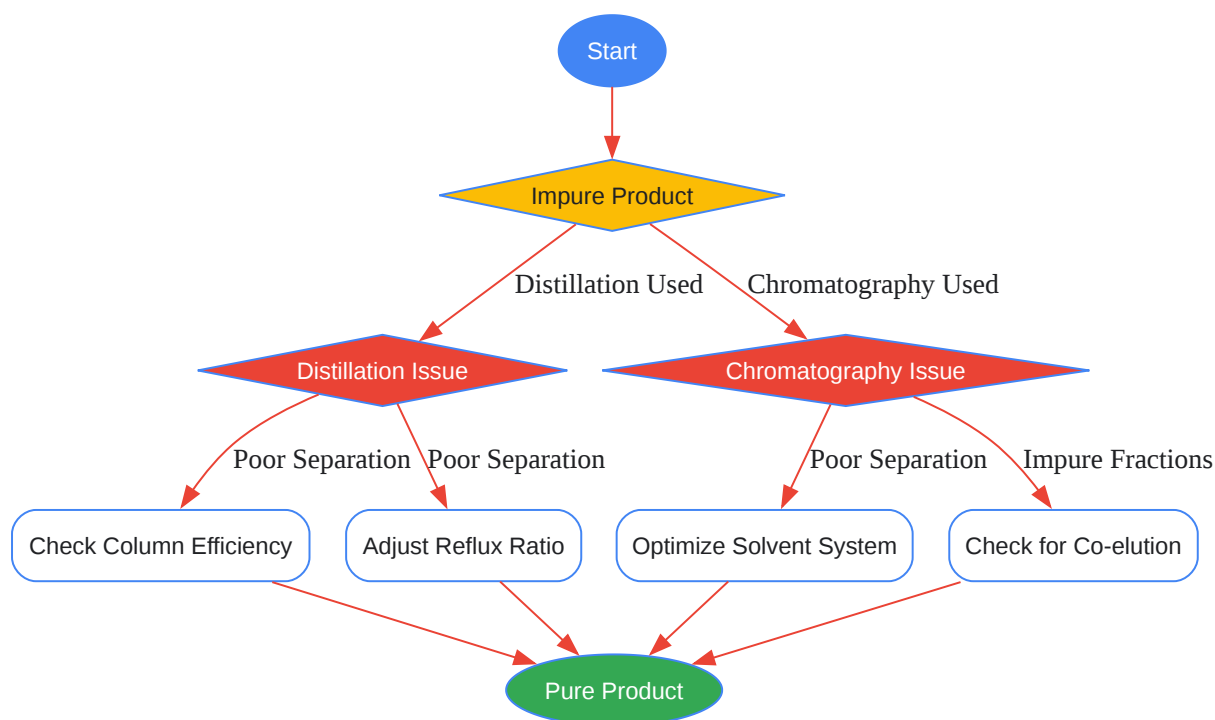 Start
Impure Product
Distillation Used
Chromatography Used
Distillation Issue
Chromatography Issue
Poor Separation
Poor Separation
Poor Separation
Impure Fractions
Check Column Efficiency
Adjust Reflux Ratio
Optimize Solvent System
Check for Co-elution
Pure Product